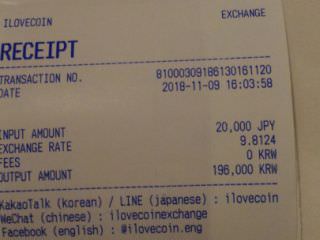 ILOVECOIN EXCHANGE
RECEIPT
TRANSACTION NO. 81000309186130161120
DATE 2018-11-09 16:03:58
INPUT AMOUNT 20,000 JPY
EXCHANGE RATE 9.8124
FEES 0 KRW
OUTPUT AMOUNT 196,000 KRW
KakaoTalk (korean) / LINE (japanese) : ilovecoin
WeChat (chinese) : ilovecoinexchange
Facebook (english) : @ilovecoin.eng